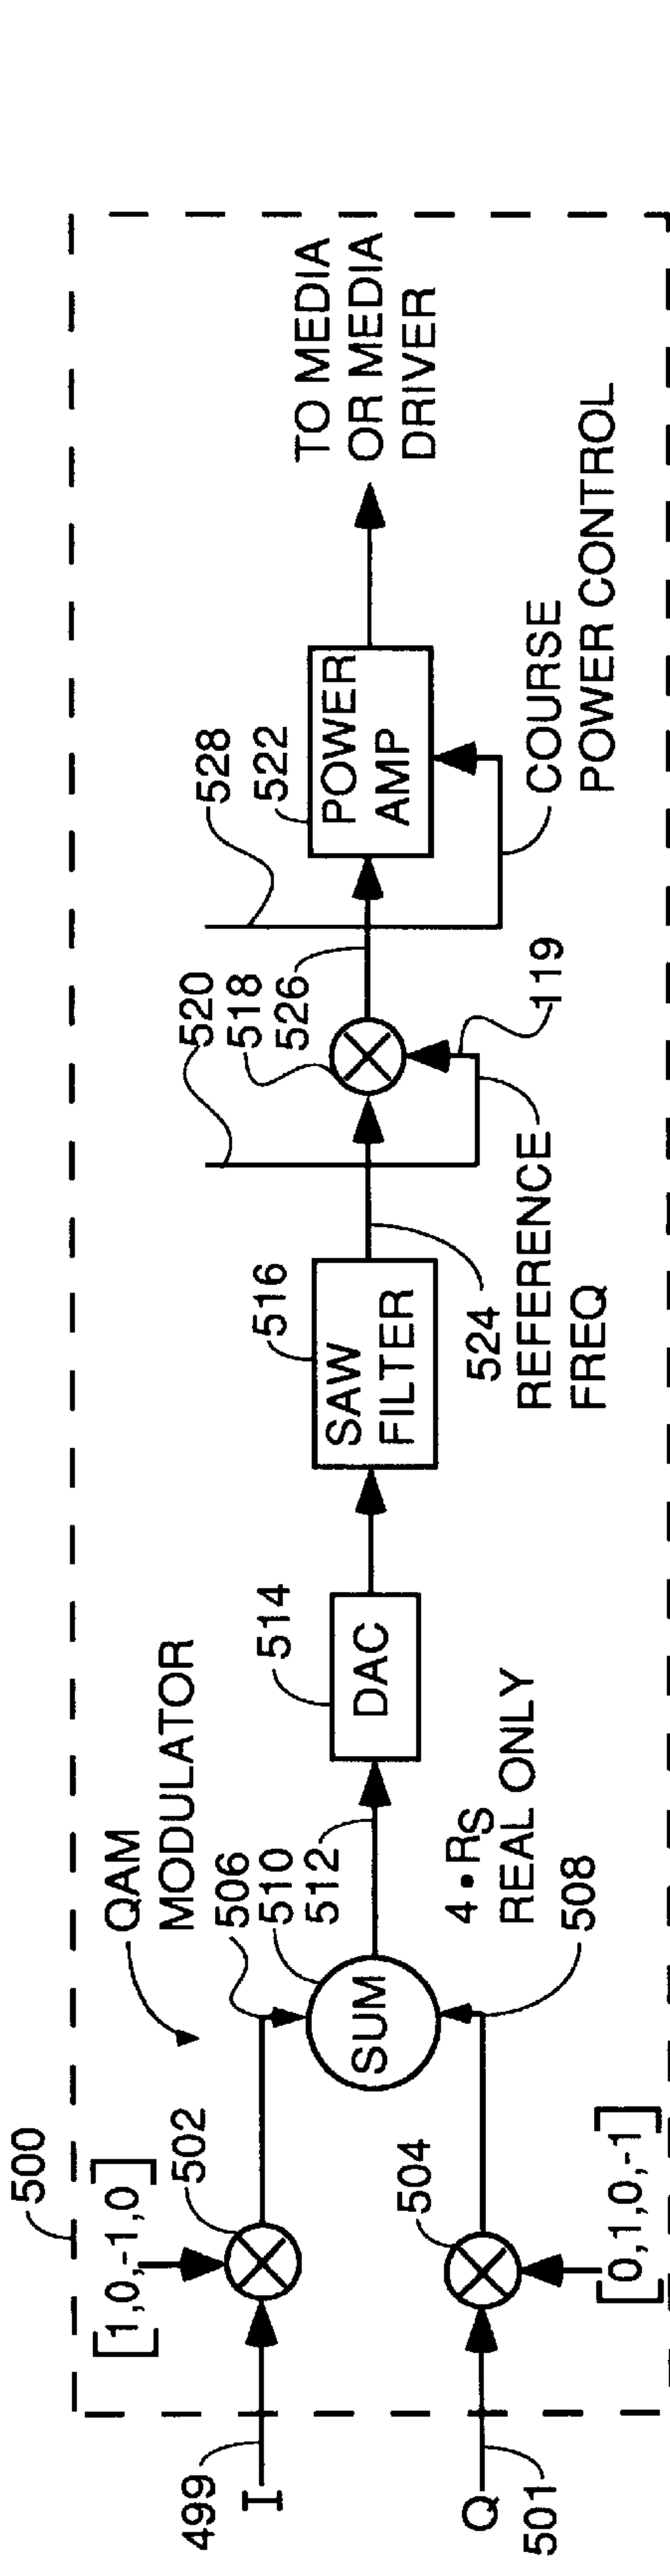 500
QAM
MODULATOR
[1,0,-1,0]
502
499
I
506
510
512
SUM
514
DAC
516
SAW
FILTER
520
518
526
528
522
POWER
AMP
TO MEDIA
OR MEDIA
DRIVER
Q
501
504
[0,1,0,-1]
508
4•RS
REAL ONLY
524
REFERENCE
FREQ
119
COURSE
POWER CONTROL